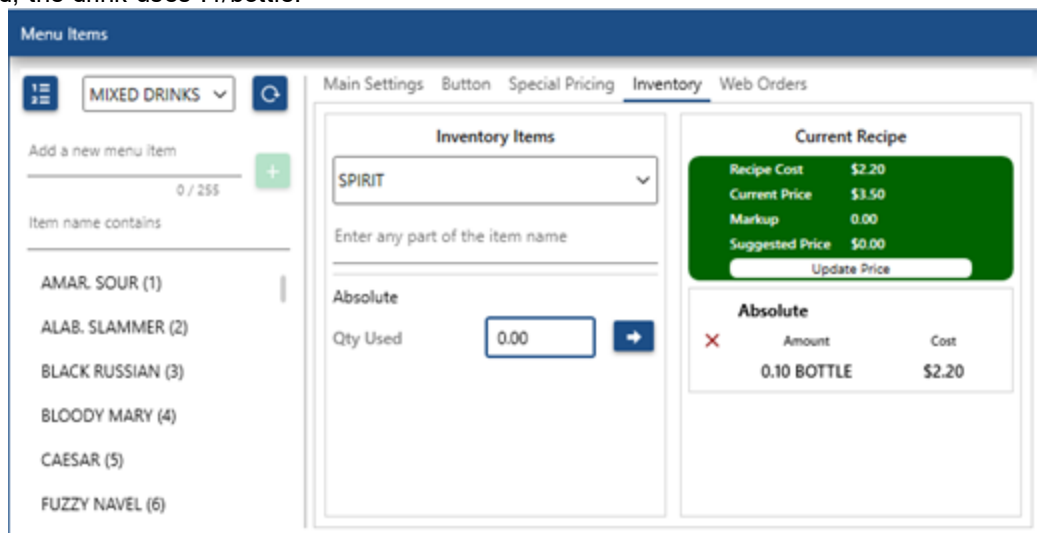 the drink uses
Menu Items
MIXED DRINKS
Add a new menu item
0 / 255
Item name contains
AMAR. SOUR (1)
ALAB. SLAMMER (2)
BLACK RUSSIAN (3)
BLOODY MARY (4)
CAESAR (5)
FUZZY NAVEL (6)
Main Settings Button Special Pricing Inventory Web Orders
Inventory Items
SPIRIT
Enter any part of the item name
Absolute
Qty Used 0.00
Current Recipe
Recipe Cost $2.20
Current Price $3.50
Markup 0.00
Suggested Price $0.00
Update Price
Absolute
Amount Cost
0.10 BOTTLE $2.20